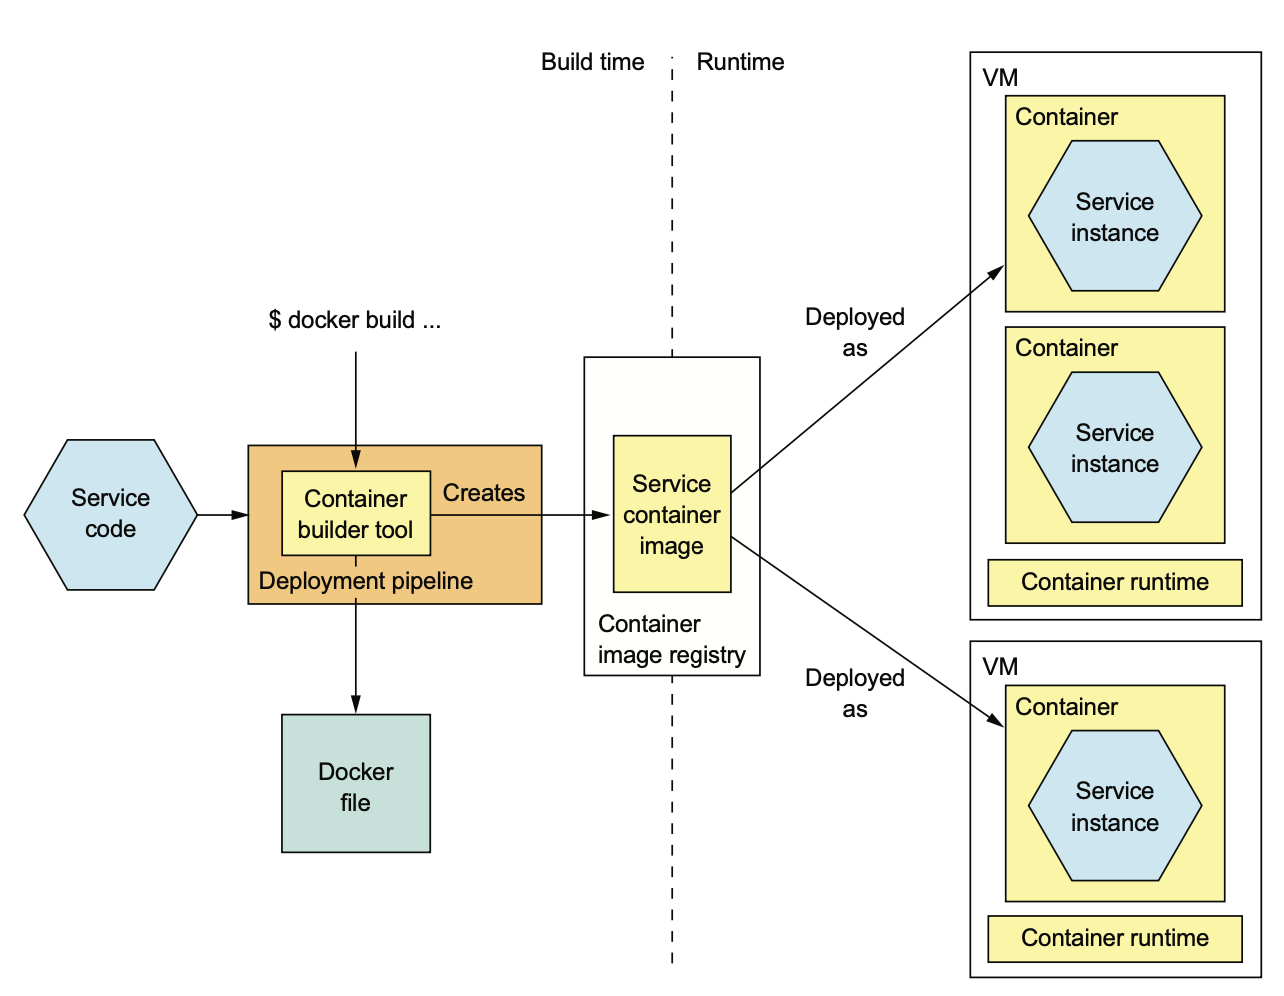 Build time
Runtime
VM
Container
Service
instance
Container
Service
instance
Container runtime
$ docker build ...
Deployed
as
Service
code
Container
builder tool
Creates
Deployment pipeline
Service
container
image
Container
image registry
Docker
file
Deployed
as
VM
Container
Service
instance
Container runtime